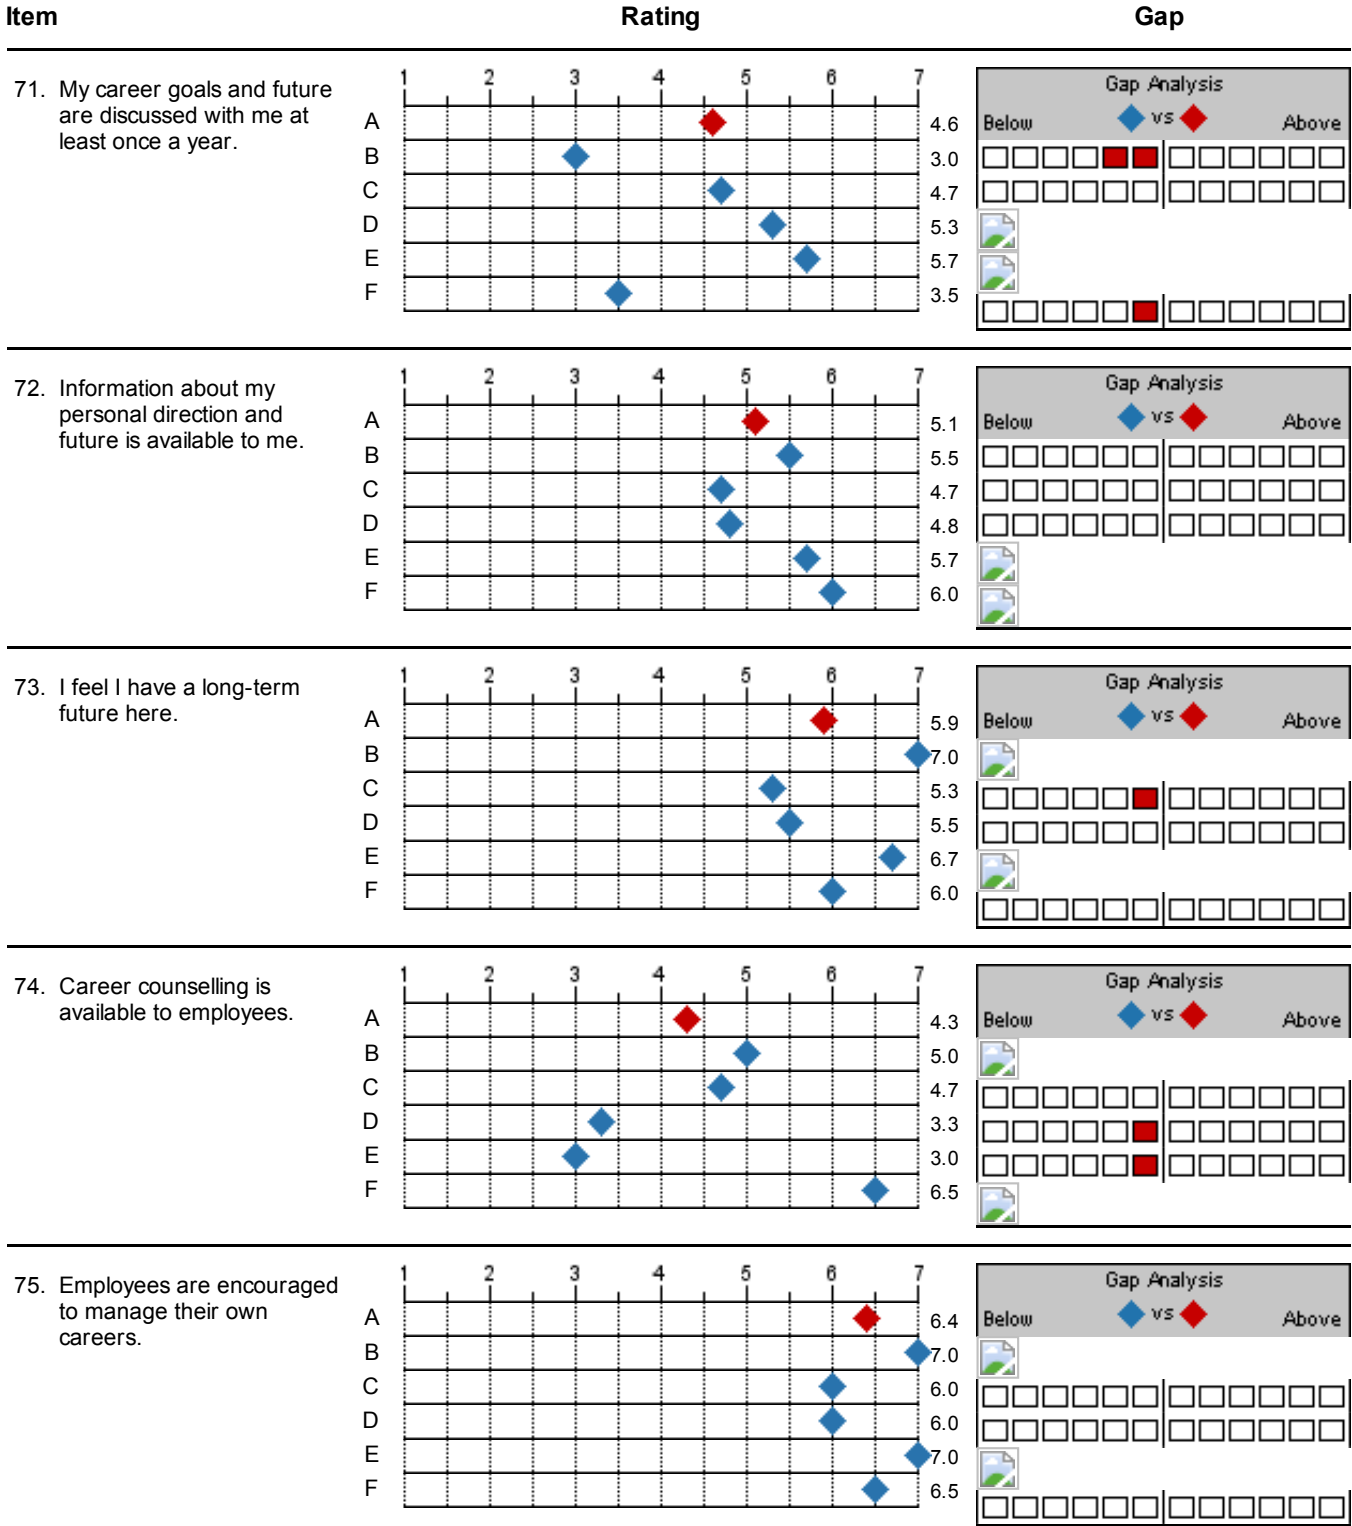 Item Rating Gap
71. My career goals and future
are discussed with me at
least once a year.
1 2 3 4 5 6 7
A 4.6
B 3.0
C 4.7
D 5.3
E 5.7
F 3.5
Gap Analysis
Below vs Above
72. Information about my
personal direction and
future is available to me.
1 2 3 4 5 6 7
A 5.1
B 5.5
C 4.7
D 4.8
E 5.7
F 6.0
Gap Analysis
Below vs Above
73. I feel I have a long-term
future here.
1 2 3 4 5 6 7
A 5.9
B 7.0
C 5.3
D 5.5
E 6.7
F 6.0
Gap Analysis
Below vs Above
74. Career counselling is
available to employees.
1 2 3 4 5 6 7
A 4.3
B 5.0
C 4.7
D 3.3
E 3.0
F 6.5
Gap Analysis
Below vs Above
75. Employees are encouraged
to manage their own
careers.
1 2 3 4 5 6 7
A 6.4
B 7.0
C 6.0
D 6.0
E 7.0
F 6.5
Gap Analysis
Below vs Above